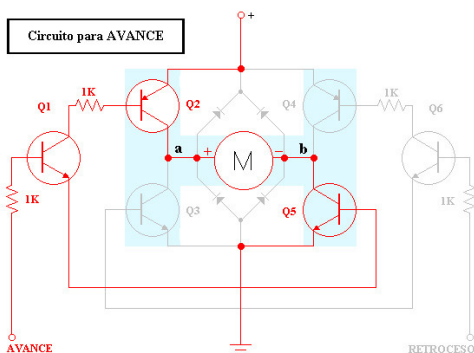 Circuito para AVANCE
+
1K
Q1
Q2
Q4
1K
Q6
a
+
M
−
b
1K
Q3
Q5
1K
AVANCE
RETROCESO